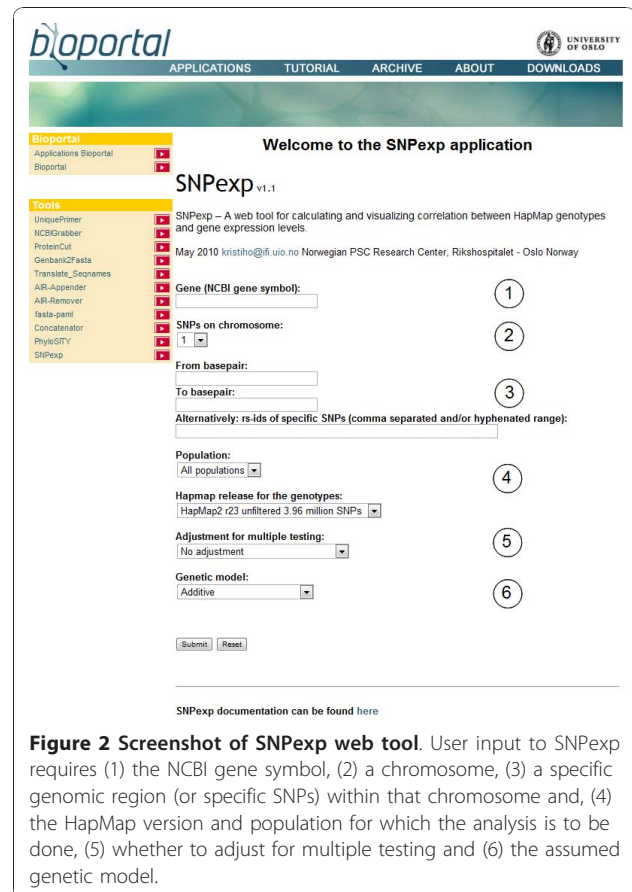 bioportal
UNIVERSITY
OF OSLO
APPLICATIONS TUTORIAL ARCHIVE ABOUT DOWNLOADS
Bioportal
Applications Bioportal
Bioportal
Tools
UniquePrimer
NCBIGrabber
ProteinCut
Genbank2Fasta
Translate_Seqnames
AIR-Appender
AIR-Remover
fasta-paml
Concatenator
PhyloSITY
SNPexp
Welcome to the SNPexp application
SNPexp v1.1
SNPexp – A web tool for calculating and visualizing correlation between HapMap genotypes
and gene expression levels.
May 2010 kristiho@ifi.uio.no Norwegian PSC Research Center, Rikshospitalet - Oslo Norway
Gene (NCBI gene symbol):
1
SNPs on chromosome:
1
2
From basepair:
To basepair:
3
Alternatively: rs-ids of specific SNPs (comma separated and/or hyphenated range):
Population:
All populations
4
Hapmap release for the genotypes:
HapMap2 r23 unfiltered 3.96 million SNPs
Adjustment for multiple testing:
No adjustment
5
Genetic model:
Additive
6
Submit Reset
SNPexp documentation can be found here
Figure 2 Screenshot of SNPexp web tool. User input to SNPexp
requires (1) the NCBI gene symbol, (2) a chromosome, (3) a specific
genomic region (or specific SNPs) within that chromosome and, (4)
the HapMap version and population for which the analysis is to be
done, (5) whether to adjust for multiple testing and (6) the assumed
genetic model.